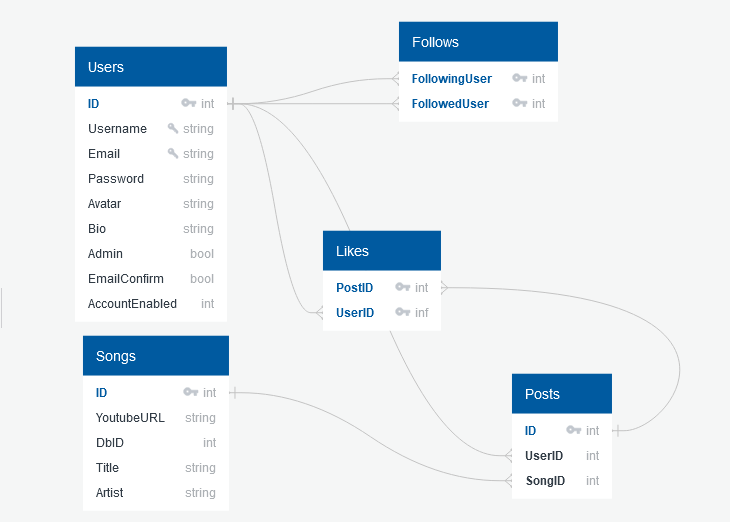 Users
ID int
Username string
Email string
Password string
Avatar string
Bio string
Admin bool
EmailConfirm bool
AccountEnabled int
Follows
FollowingUser int
FollowedUser int
Likes
PostID int
UserID inf
Songs
ID int
YoutubeURL string
DbID int
Title string
Artist string
Posts
ID int
UserID int
SongID int